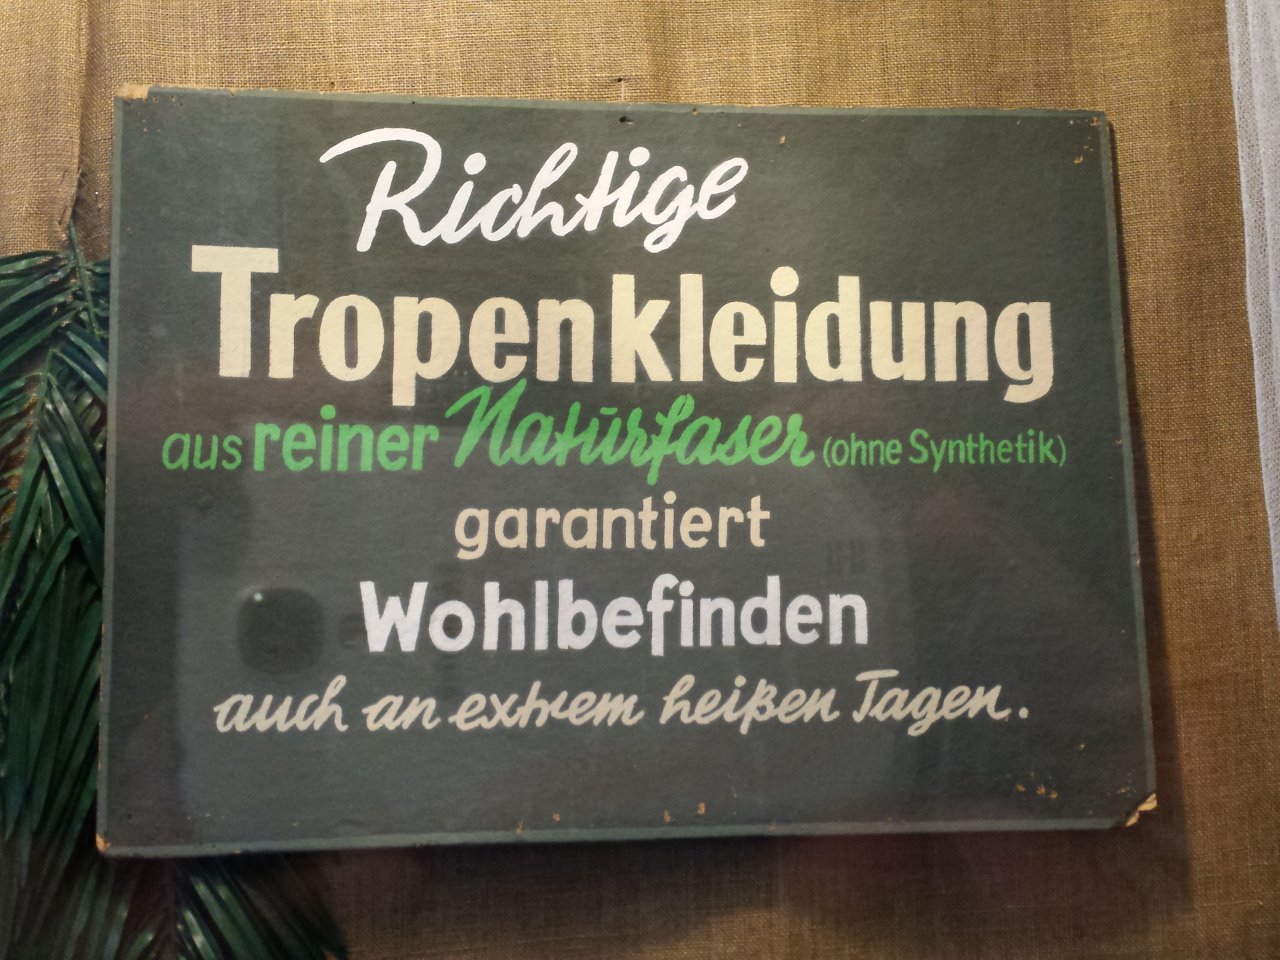 Richtige
Tropenkleidung
aus reiner Naturfaser (ohne Synthetik)
garantiert
Wohlbefinden
auch an extrem heißen Tagen.